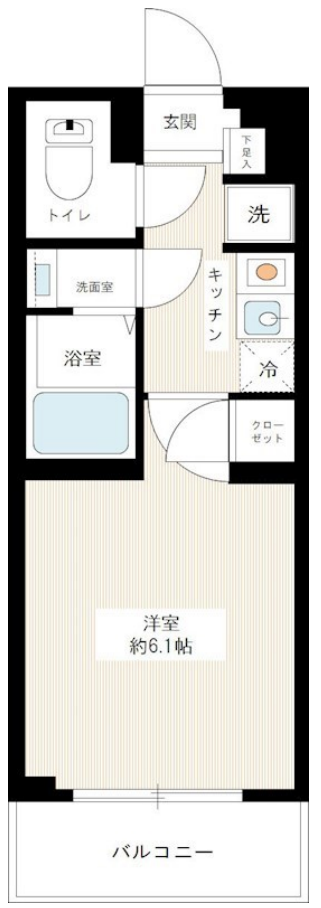 玄関
下
足
入
トイレ
洗
洗面室
キ
ッ
チ
ン
浴室
冷
クロー
ゼット
洋室
約6.1帖
バルコニー